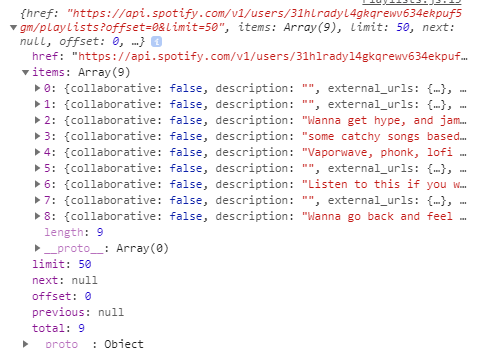 Playlists.js:15
{href: "https://api.spotify.com/v1/users/31hlradyl4gkqrewv634ekpuf5
gm/playlists?offset=0&limit=50", items: Array(9), limit: 50, next:
null, offset: 0, …}
href: "https://api.spotify.com/v1/users/31hlradyl4gkqrewv634ekpuf…
items: Array(9)
0: {collaborative: false, description: "", external_urls: {…}, …
1: {collaborative: false, description: "", external_urls: {…}, …
2: {collaborative: false, description: "Wanna get hype, and jam…
3: {collaborative: false, description: "some catchy songs based…
4: {collaborative: false, description: "Vaporwave, phonk, lofi …
5: {collaborative: false, description: "", external_urls: {…}, …
6: {collaborative: false, description: "Listen to this if you w…
7: {collaborative: false, description: "", external_urls: {…}, …
8: {collaborative: false, description: "Wanna go back and feel …
length: 9
__proto__: Array(0)
limit: 50
next: null
offset: 0
previous: null
total: 9
__proto__: Object